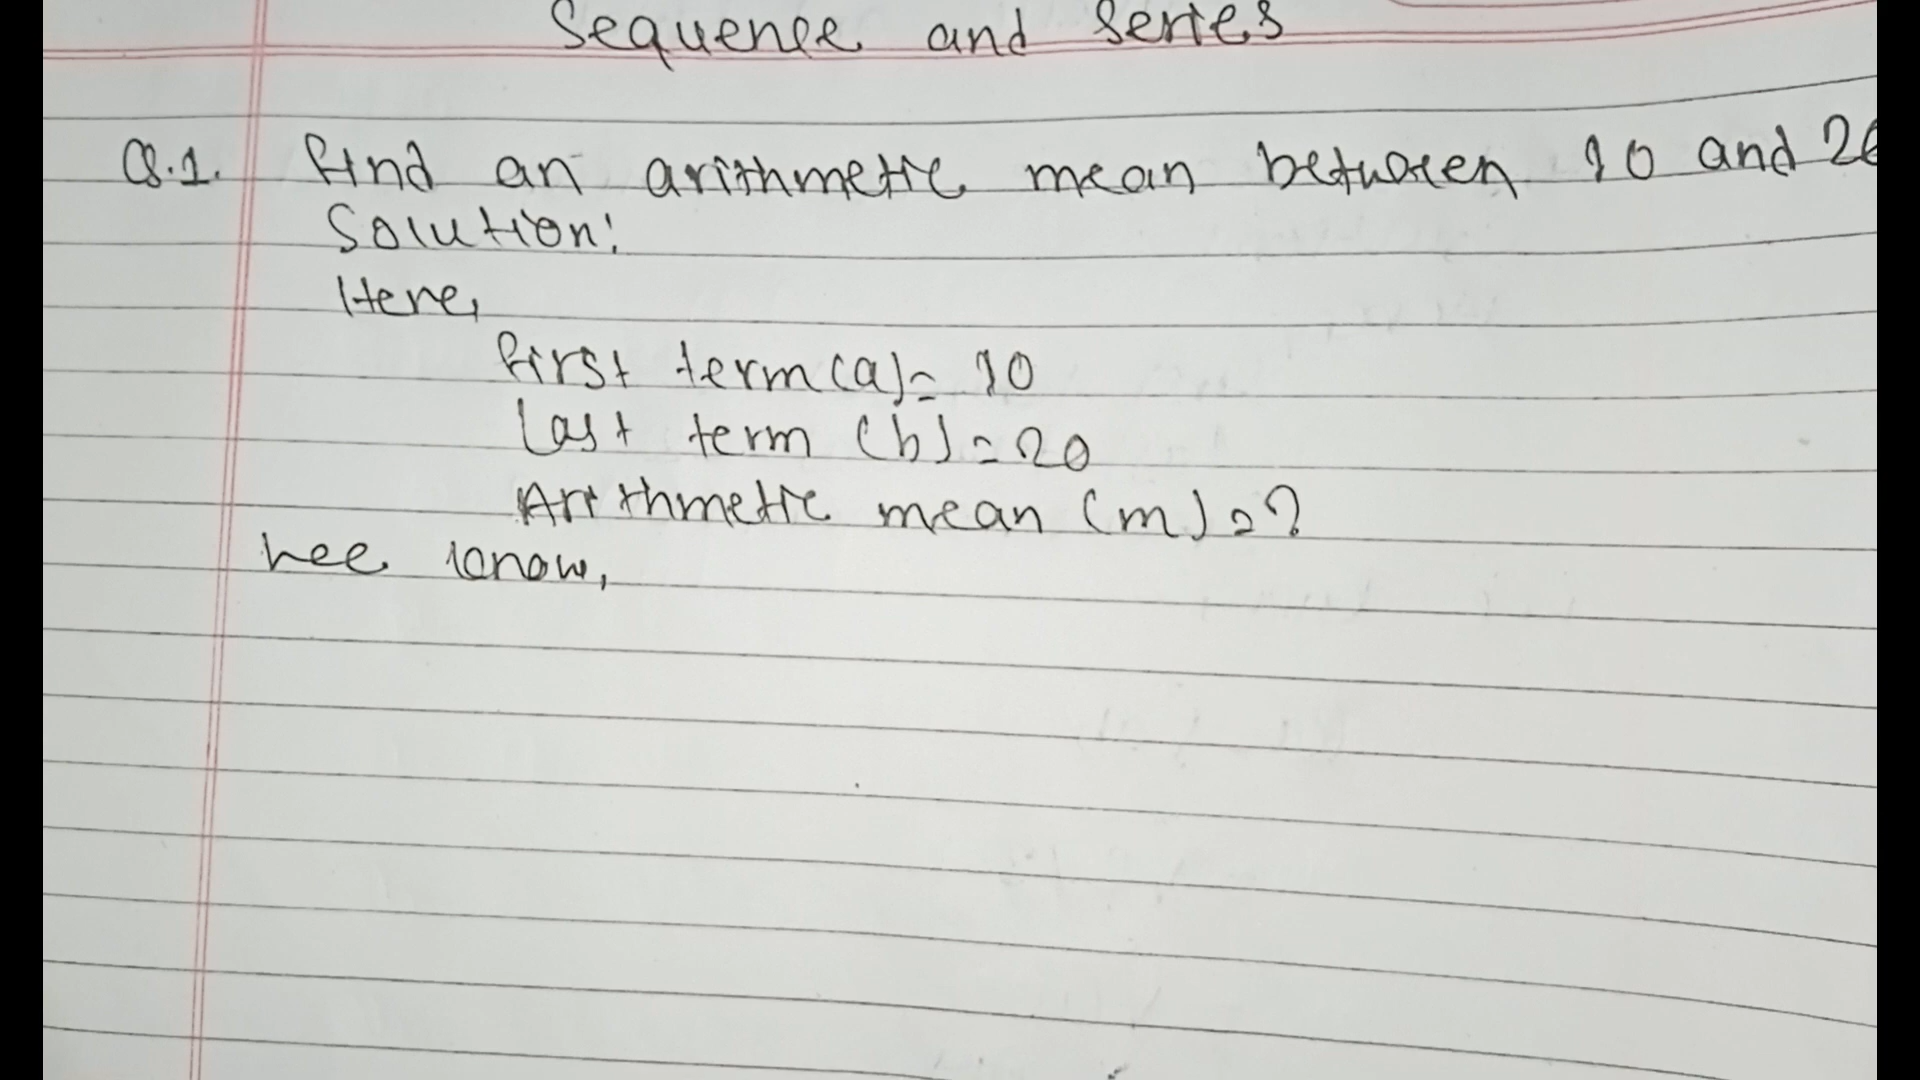 Sequence and series
Q.1. find an arithmetic mean between 10 and
Solution:
Here,
first term (a) = 10
Last term (b) = 20
Arithmetic mean (m) = ?
we know,